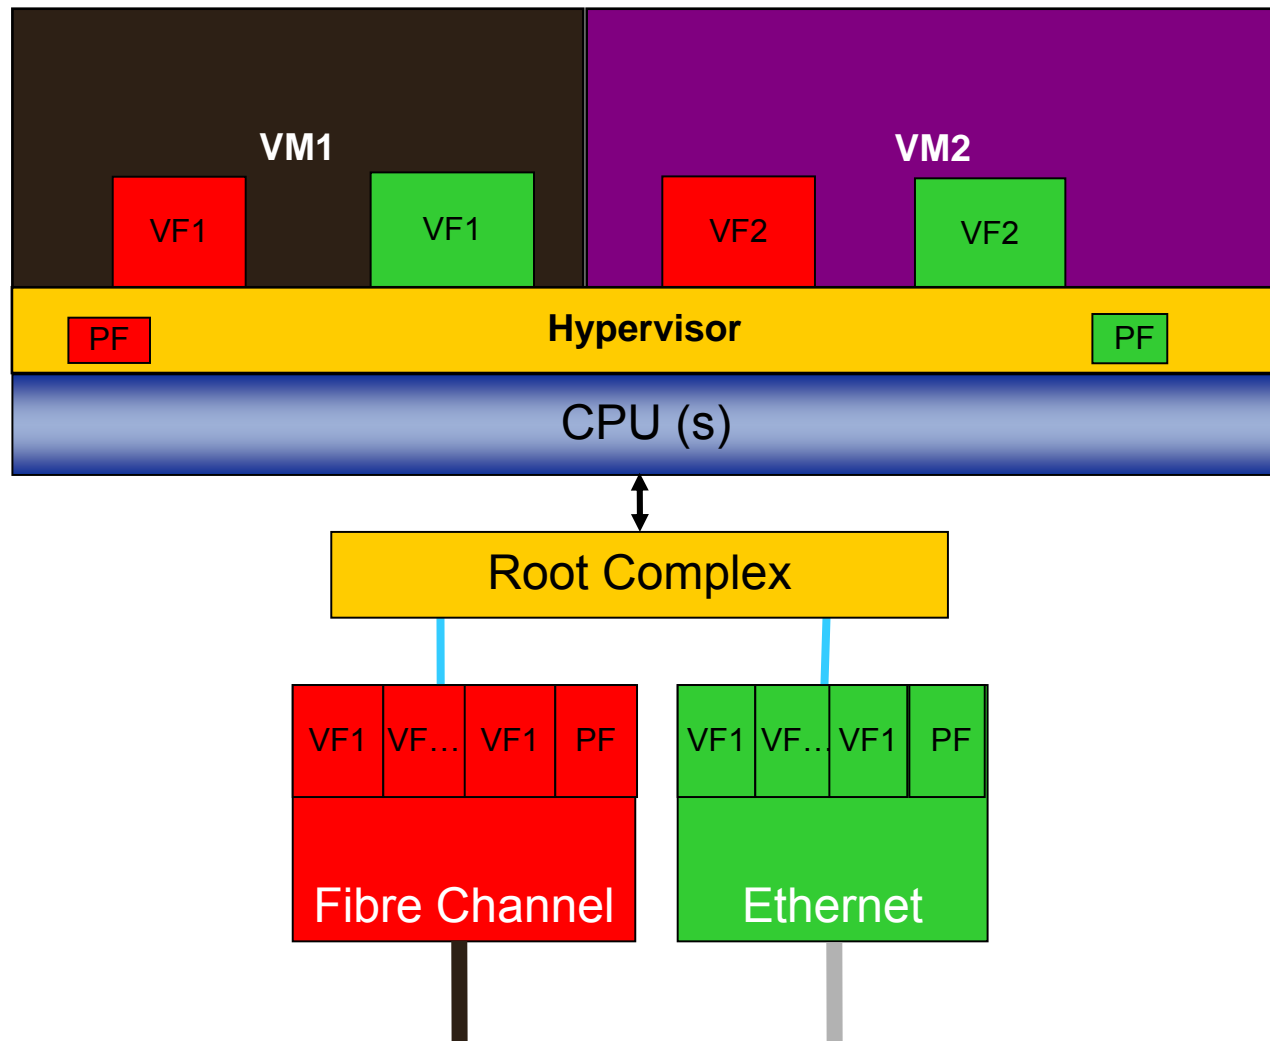 VM1
VM2
VF1
VF1
VF2
VF2
PF
Hypervisor
PF
CPU (s)
Root Complex
VF1
VF...
VF1
PF
VF1
VF...
VF1
PF
Fibre Channel
Ethernet